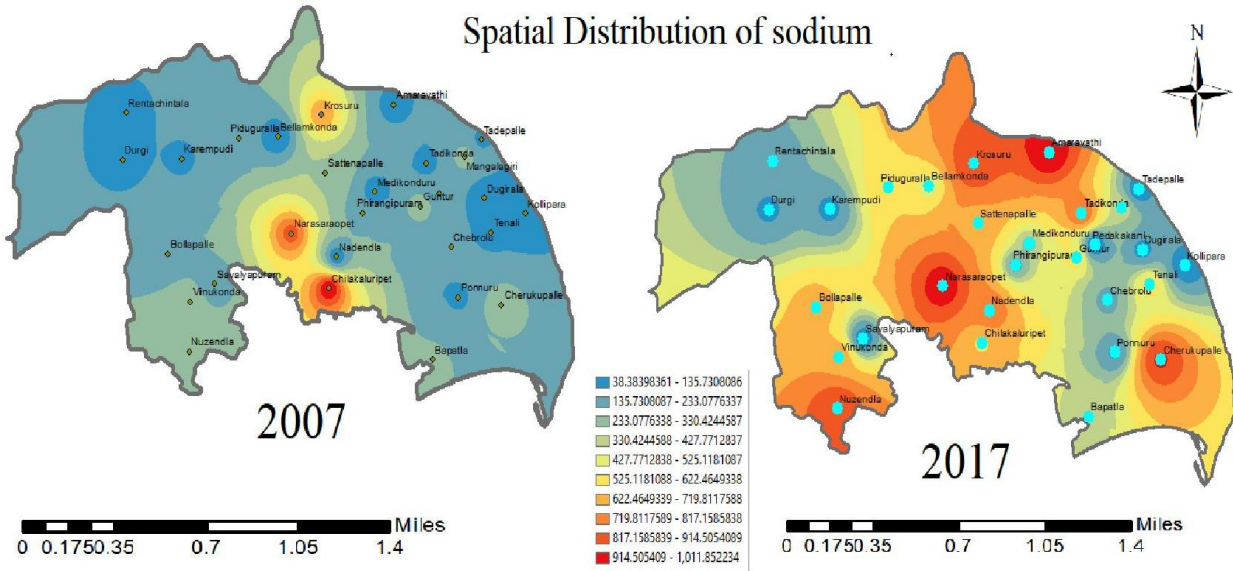 Spatial Distribution of sodium
N
Rentachintala
Durgi
Karempudi
Piduguralla
Bellamkonda
Krosuru
Amaravathi
Tadepalle
Tadikonda
Mangalagiri
Sattenapalle
Medikonduru
Phirangipuram
Guntur
Dugirala
Kollipara
Tenali
Chebrolu
Narasaraopet
Nadendla
Bollapalle
Savalyapuram
Vinukonda
Chilakaluripet
Ponnuru
Cherukupalle
Nuzendla
Bapatla
2007
Miles
0 0.1750.35 0.7 1.05 1.4
38.38398361 - 135.7308086
135.7308087 - 233.0776337
233.0776338 - 330.4244587
330.4244588 - 427.7712837
427.7712838 - 525.1181087
525.1181088 - 622.4649338
622.4649339 - 719.8117588
719.8117589 - 817.1585838
817.1585839 - 914.5054089
914.505409 - 1,011.852234
Rentachintala
Durgi
Karempudi
Piduguralla
Bellamkonda
Krosuru
Amaravathi
Tadepalle
Tadikonda
Sattenapalle
Medikonduru
Pedakakani
Phirangipuram
Guntur
Dugirala
Kollipara
Tenali
Chebrolu
Narasaraopet
Nadendla
Bollapalle
Savalyapuram
Vinukonda
Chilakaluripet
Ponnuru
Cherukupalle
Nuzendla
Bapatla
2017
Miles
0 0.1750.35 0.7 1.05 1.4